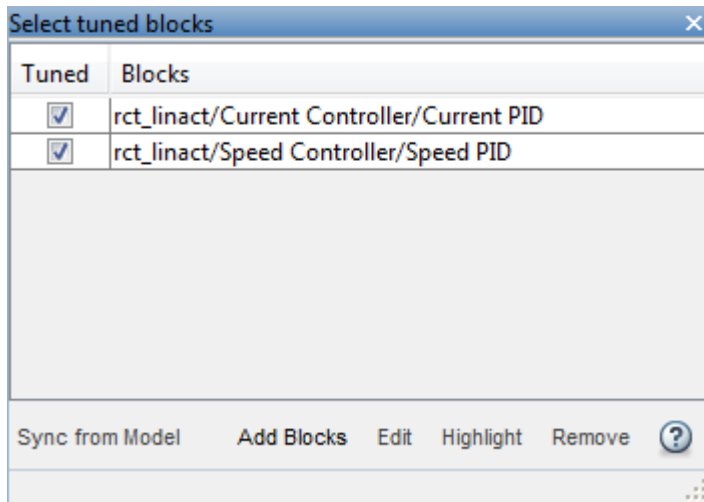 Select tuned blocks
Tuned Blocks
rct_linact/Current Controller/Current PID
rct_linact/Speed Controller/Speed PID
Sync from Model Add Blocks Edit Highlight Remove ?